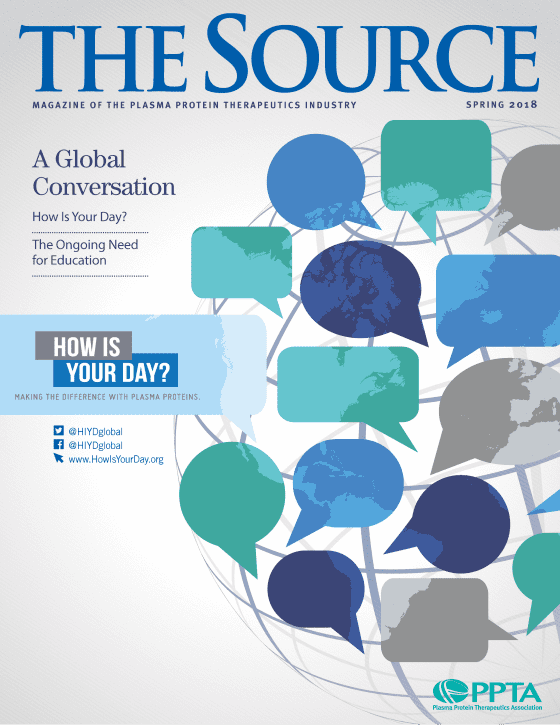 THE SOURCE
MAGAZINE OF THE PLASMA PROTEIN THERAPEUTICS INDUSTRY
SPRING 2018
A Global
Conversation
How Is Your Day?
The Ongoing Need
for Education
HOW IS
YOUR DAY?
MAKING THE DIFFERENCE WITH PLASMA PROTEINS.
@HIYDglobal
@HIYDglobal
www.HowIsYourDay.org
PPTA
Plasma Protein Therapeutics Association